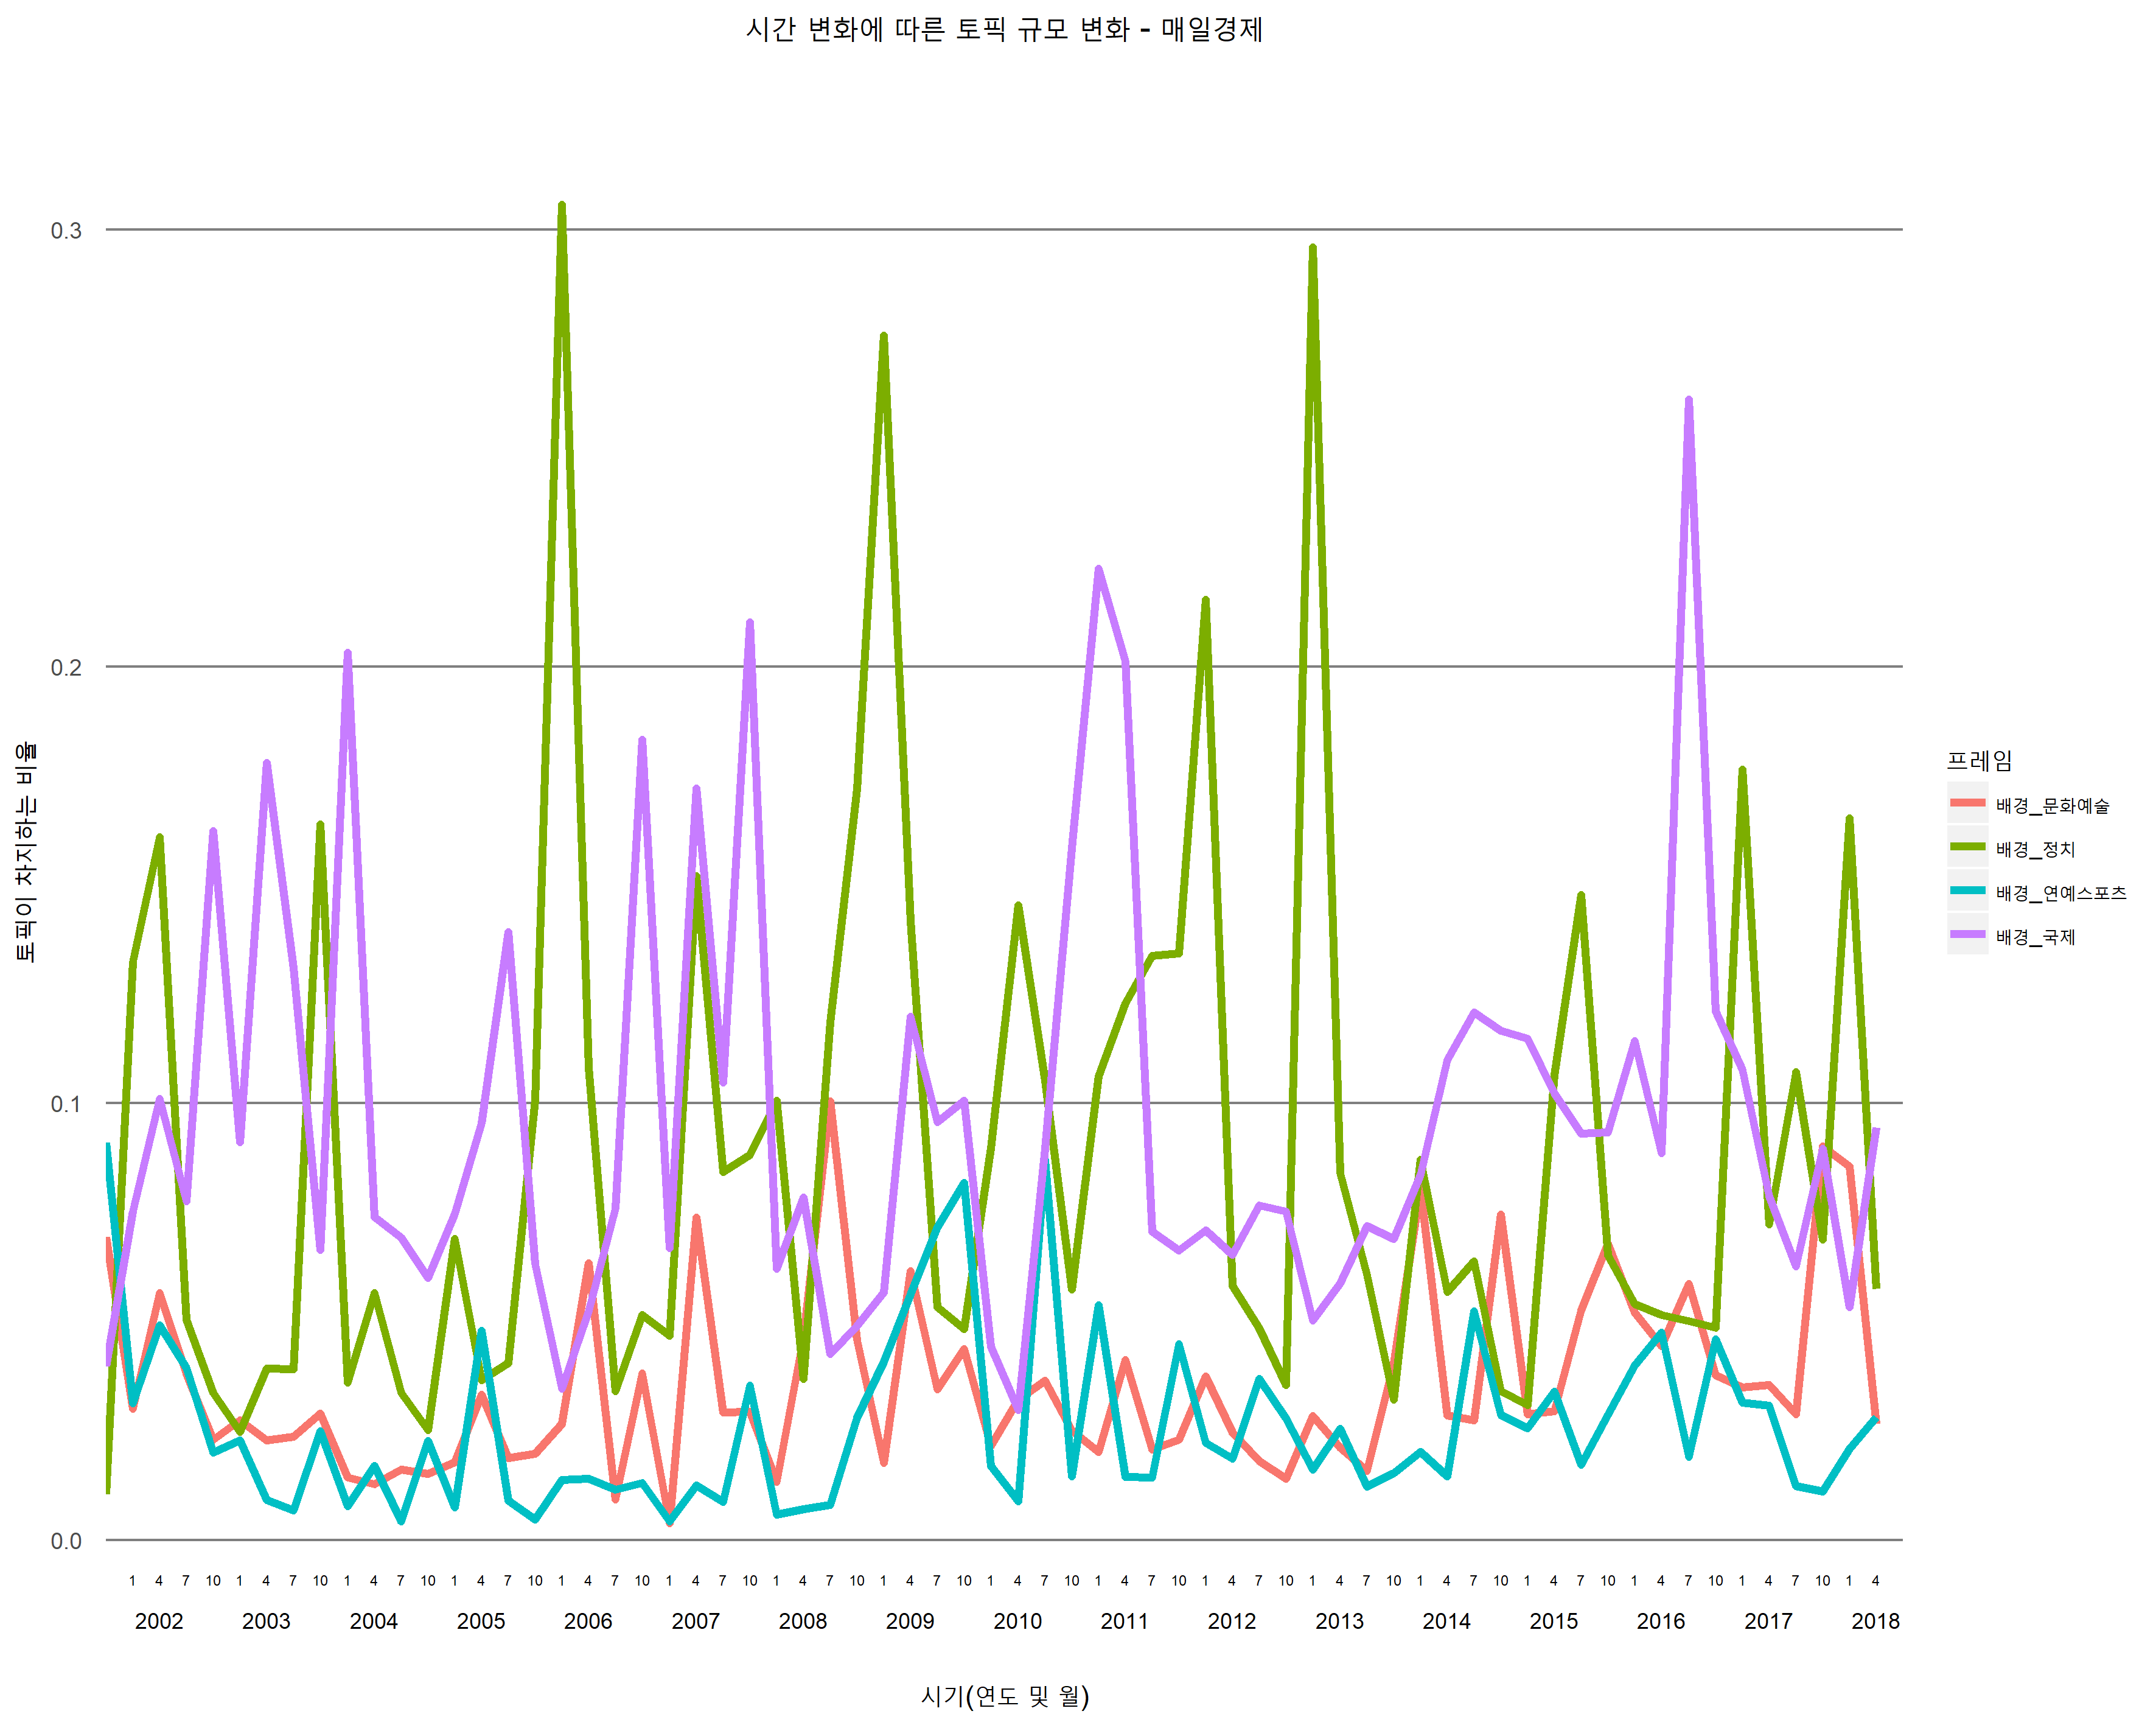 시간 변화에 따른 토픽 규모 변화 - 매일경제
토픽이 차지하는 비율
0.3
0.2
0.1
0.0
프레임
배경_문화예술
배경_정치
배경_연예스포츠
배경_국제
1 4 7 10 1 4 7 10 1 4 7 10 1 4 7 10 1 4 7 10 1 4 7 10 1 4 7 10 1 4 7 10 1 4 7 10 1 4 7 10 1 4 7 10 1 4 7 10 1 4 7 10 1 4 7 10 1 4 7 10 1 4 7 10 1 4
2002 2003 2004 2005 2006 2007 2008 2009 2010 2011 2012 2013 2014 2015 2016 2017 2018
시기(연도 및 월)